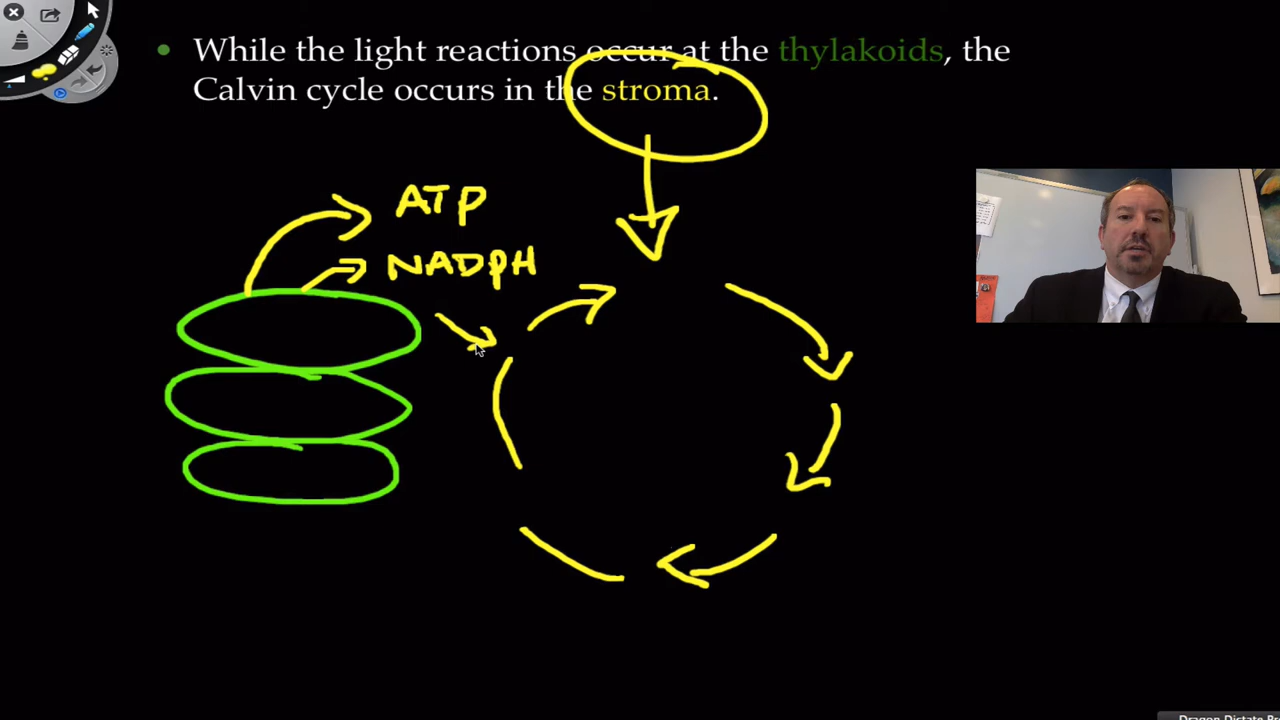 While the light reactions occur at the thylakoids, the
Calvin cycle occurs in the stroma.
ATP
NADPH